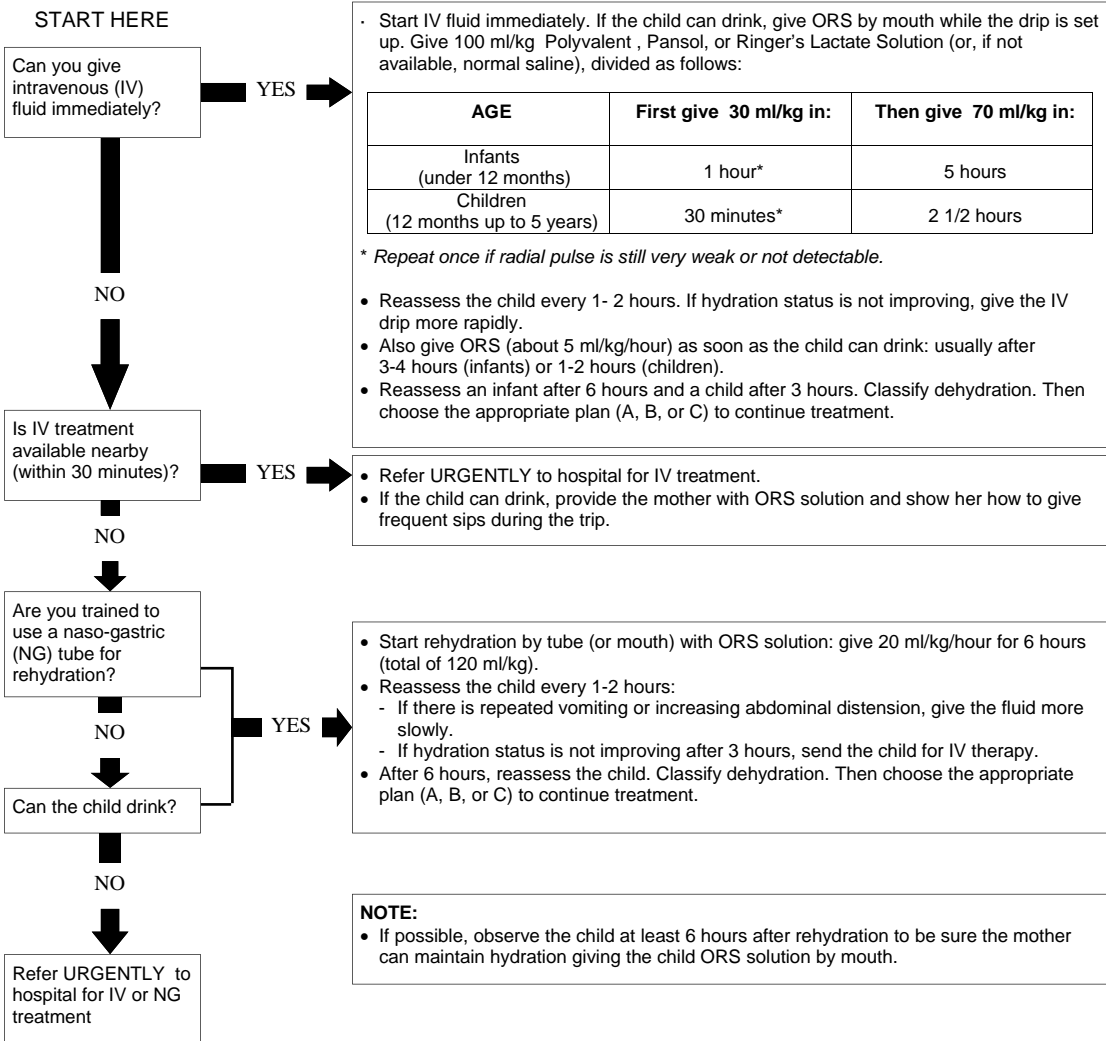 START HERE
Can you give
intravenous (IV)
fluid immediately?
YES
· Start IV fluid immediately. If the child can drink, give ORS by mouth while the drip is set
up. Give 100 ml/kg Polyvalent , Pansol, or Ringer's Lactate Solution (or, if not
available, normal saline), divided as follows:
AGE First give 30 ml/kg in: Then give 70 ml/kg in:
Infants
(under 12 months) 1 hour* 5 hours
Children
(12 months up to 5 years) 30 minutes* 2 1/2 hours
* Repeat once if radial pulse is still very weak or not detectable.
• Reassess the child every 1- 2 hours. If hydration status is not improving, give the IV
drip more rapidly.
• Also give ORS (about 5 ml/kg/hour) as soon as the child can drink: usually after
3-4 hours (infants) or 1-2 hours (children).
• Reassess an infant after 6 hours and a child after 3 hours. Classify dehydration. Then
choose the appropriate plan (A, B, or C) to continue treatment.
NO
Is IV treatment
available nearby
(within 30 minutes)?
YES
• Refer URGENTLY to hospital for IV treatment.
• If the child can drink, provide the mother with ORS solution and show her how to give
frequent sips during the trip.
NO
Are you trained to
use a naso-gastric
(NG) tube for
rehydration?
NO
Can the child drink?
YES
• Start rehydration by tube (or mouth) with ORS solution: give 20 ml/kg/hour for 6 hours
(total of 120 ml/kg).
• Reassess the child every 1-2 hours:
- If there is repeated vomiting or increasing abdominal distension, give the fluid more
slowly.
- If hydration status is not improving after 3 hours, send the child for IV therapy.
• After 6 hours, reassess the child. Classify dehydration. Then choose the appropriate
plan (A, B, or C) to continue treatment.
NO
Refer URGENTLY to
hospital for IV or NG
treatment
NOTE:
• If possible, observe the child at least 6 hours after rehydration to be sure the mother
can maintain hydration giving the child ORS solution by mouth.